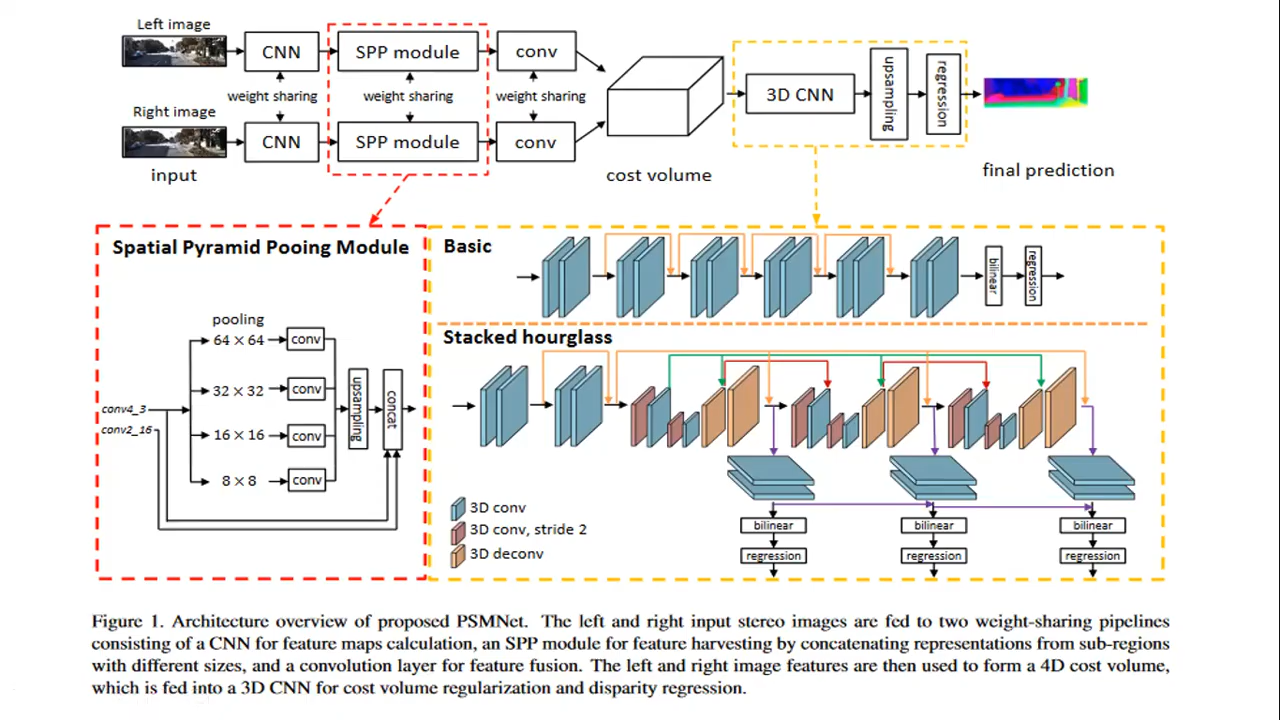 Left image
CNN
SPP module
conv
weight sharing
weight sharing
weight sharing
Right image
CNN
SPP module
conv
input
cost volume
3D CNN
upsampling
regression
final prediction
Spatial Pyramid Pooing Module
pooling
64 × 64
conv
32 × 32
conv
16 × 16
conv
8 × 8
conv
conv4_3
conv2_16
upsampling
concat
Basic
bilinear
regression
Stacked hourglass
3D conv
3D conv, stride 2
3D deconv
bilinear
regression
bilinear
regression
bilinear
regression
Figure 1. Architecture overview of proposed PSMNet. The left and right input stereo images are fed to two weight-sharing pipelines
consisting of a CNN for feature maps calculation, an SPP module for feature harvesting by concatenating representations from sub-regions
with different sizes, and a convolution layer for feature fusion. The left and right image features are then used to form a 4D cost volume,
which is fed into a 3D CNN for cost volume regularization and disparity regression.